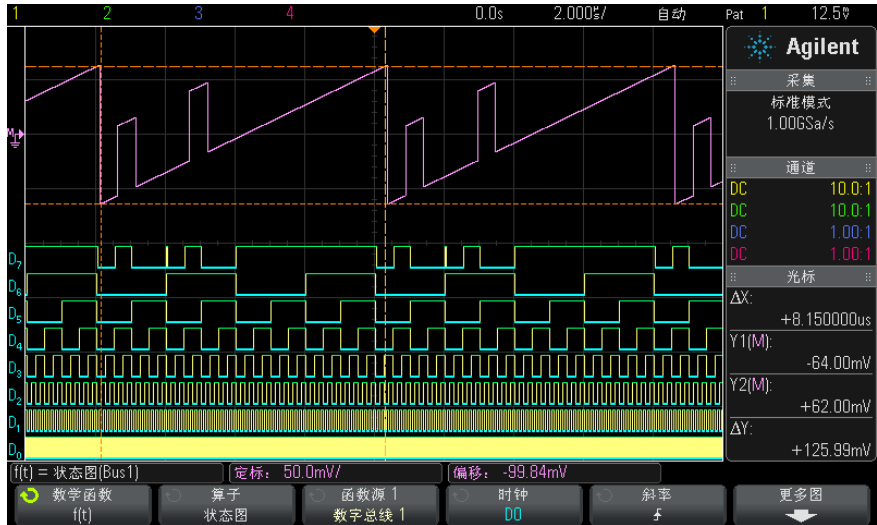 1 2 3 4 0.0s 2.000㎲/ 自动 Pat 1 12.5V
Agilent
采集
标准模式
1.00GSa/s
通道
DC 10.0:1
DC 10.0:1
DC 1.00:1
DC 1.00:1
光标
ΔX:
+8.150000us
Y1(M):
-64.00mV
Y2(M):
+62.00mV
ΔY:
+125.99mV
M
D7
D6
D5
D4
D3
D2
D1
D0
f(t) = 状态图(Bus1) 定标: 50.0mV/ 偏移: -99.84mV
数学函数 算子 函数源 1 时钟 斜率 更多图
f(t) 状态图 数字总线 1 D0